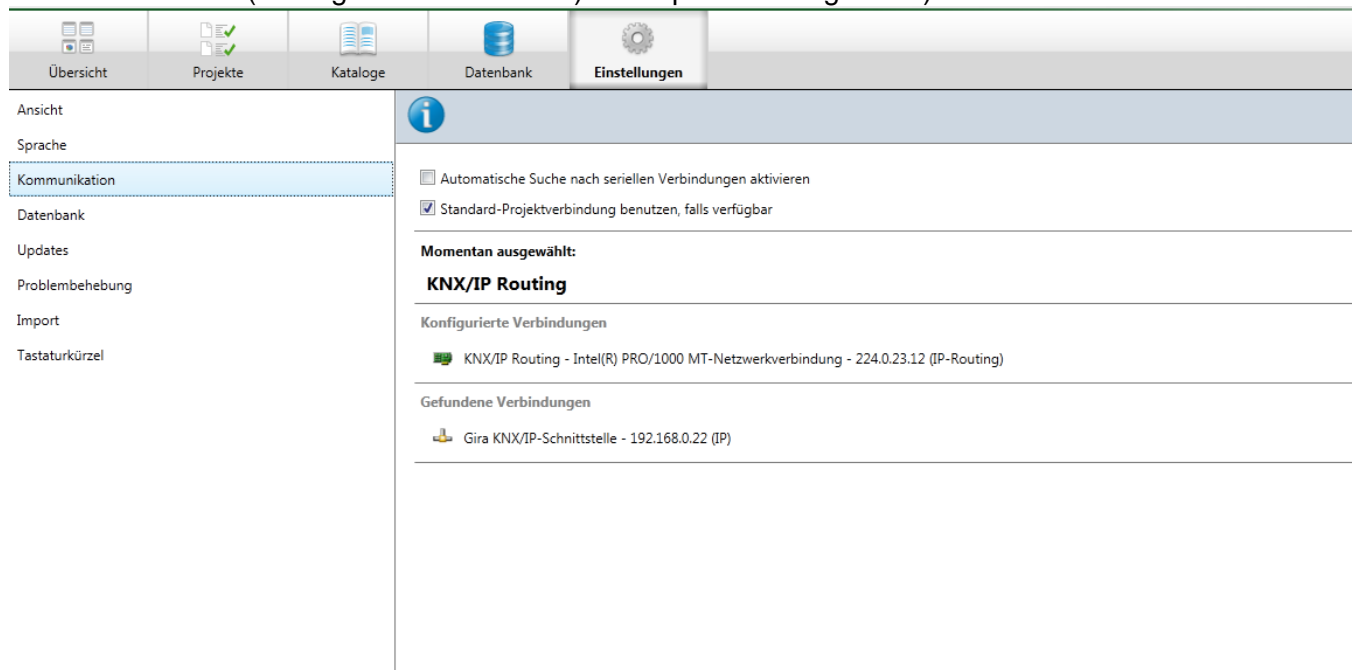 Übersicht Projekte Kataloge Datenbank Einstellungen
Ansicht
Sprache
Kommunikation
Datenbank
Updates
Problembehebung
Import
Tastaturkürzel
Automatische Suche nach seriellen Verbindungen aktivieren
Standard-Projektverbindung benutzen, falls verfügbar
Momentan ausgewählt:
KNX/IP Routing
Konfigurierte Verbindungen
KNX/IP Routing - Intel(R) PRO/1000 MT-Netzwerkverbindung - 224.0.23.12 (IP-Routing)
Gefundene Verbindungen
Gira KNX/IP-Schnittstelle - 192.168.0.22 (IP)